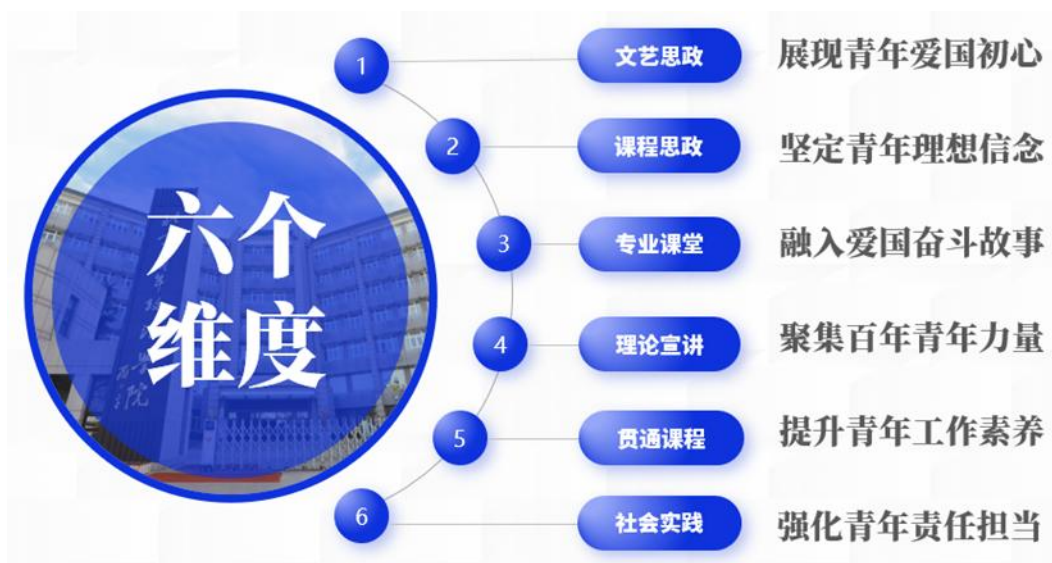 六个
维度
1
文艺思政
展现青年爱国初心
2
课程思政
坚定青年理想信念
3
专业课堂
融入爱国奋斗故事
4
理论宣讲
聚集百年青年力量
5
贯通课程
提升青年工作素养
6
社会实践
强化青年责任担当